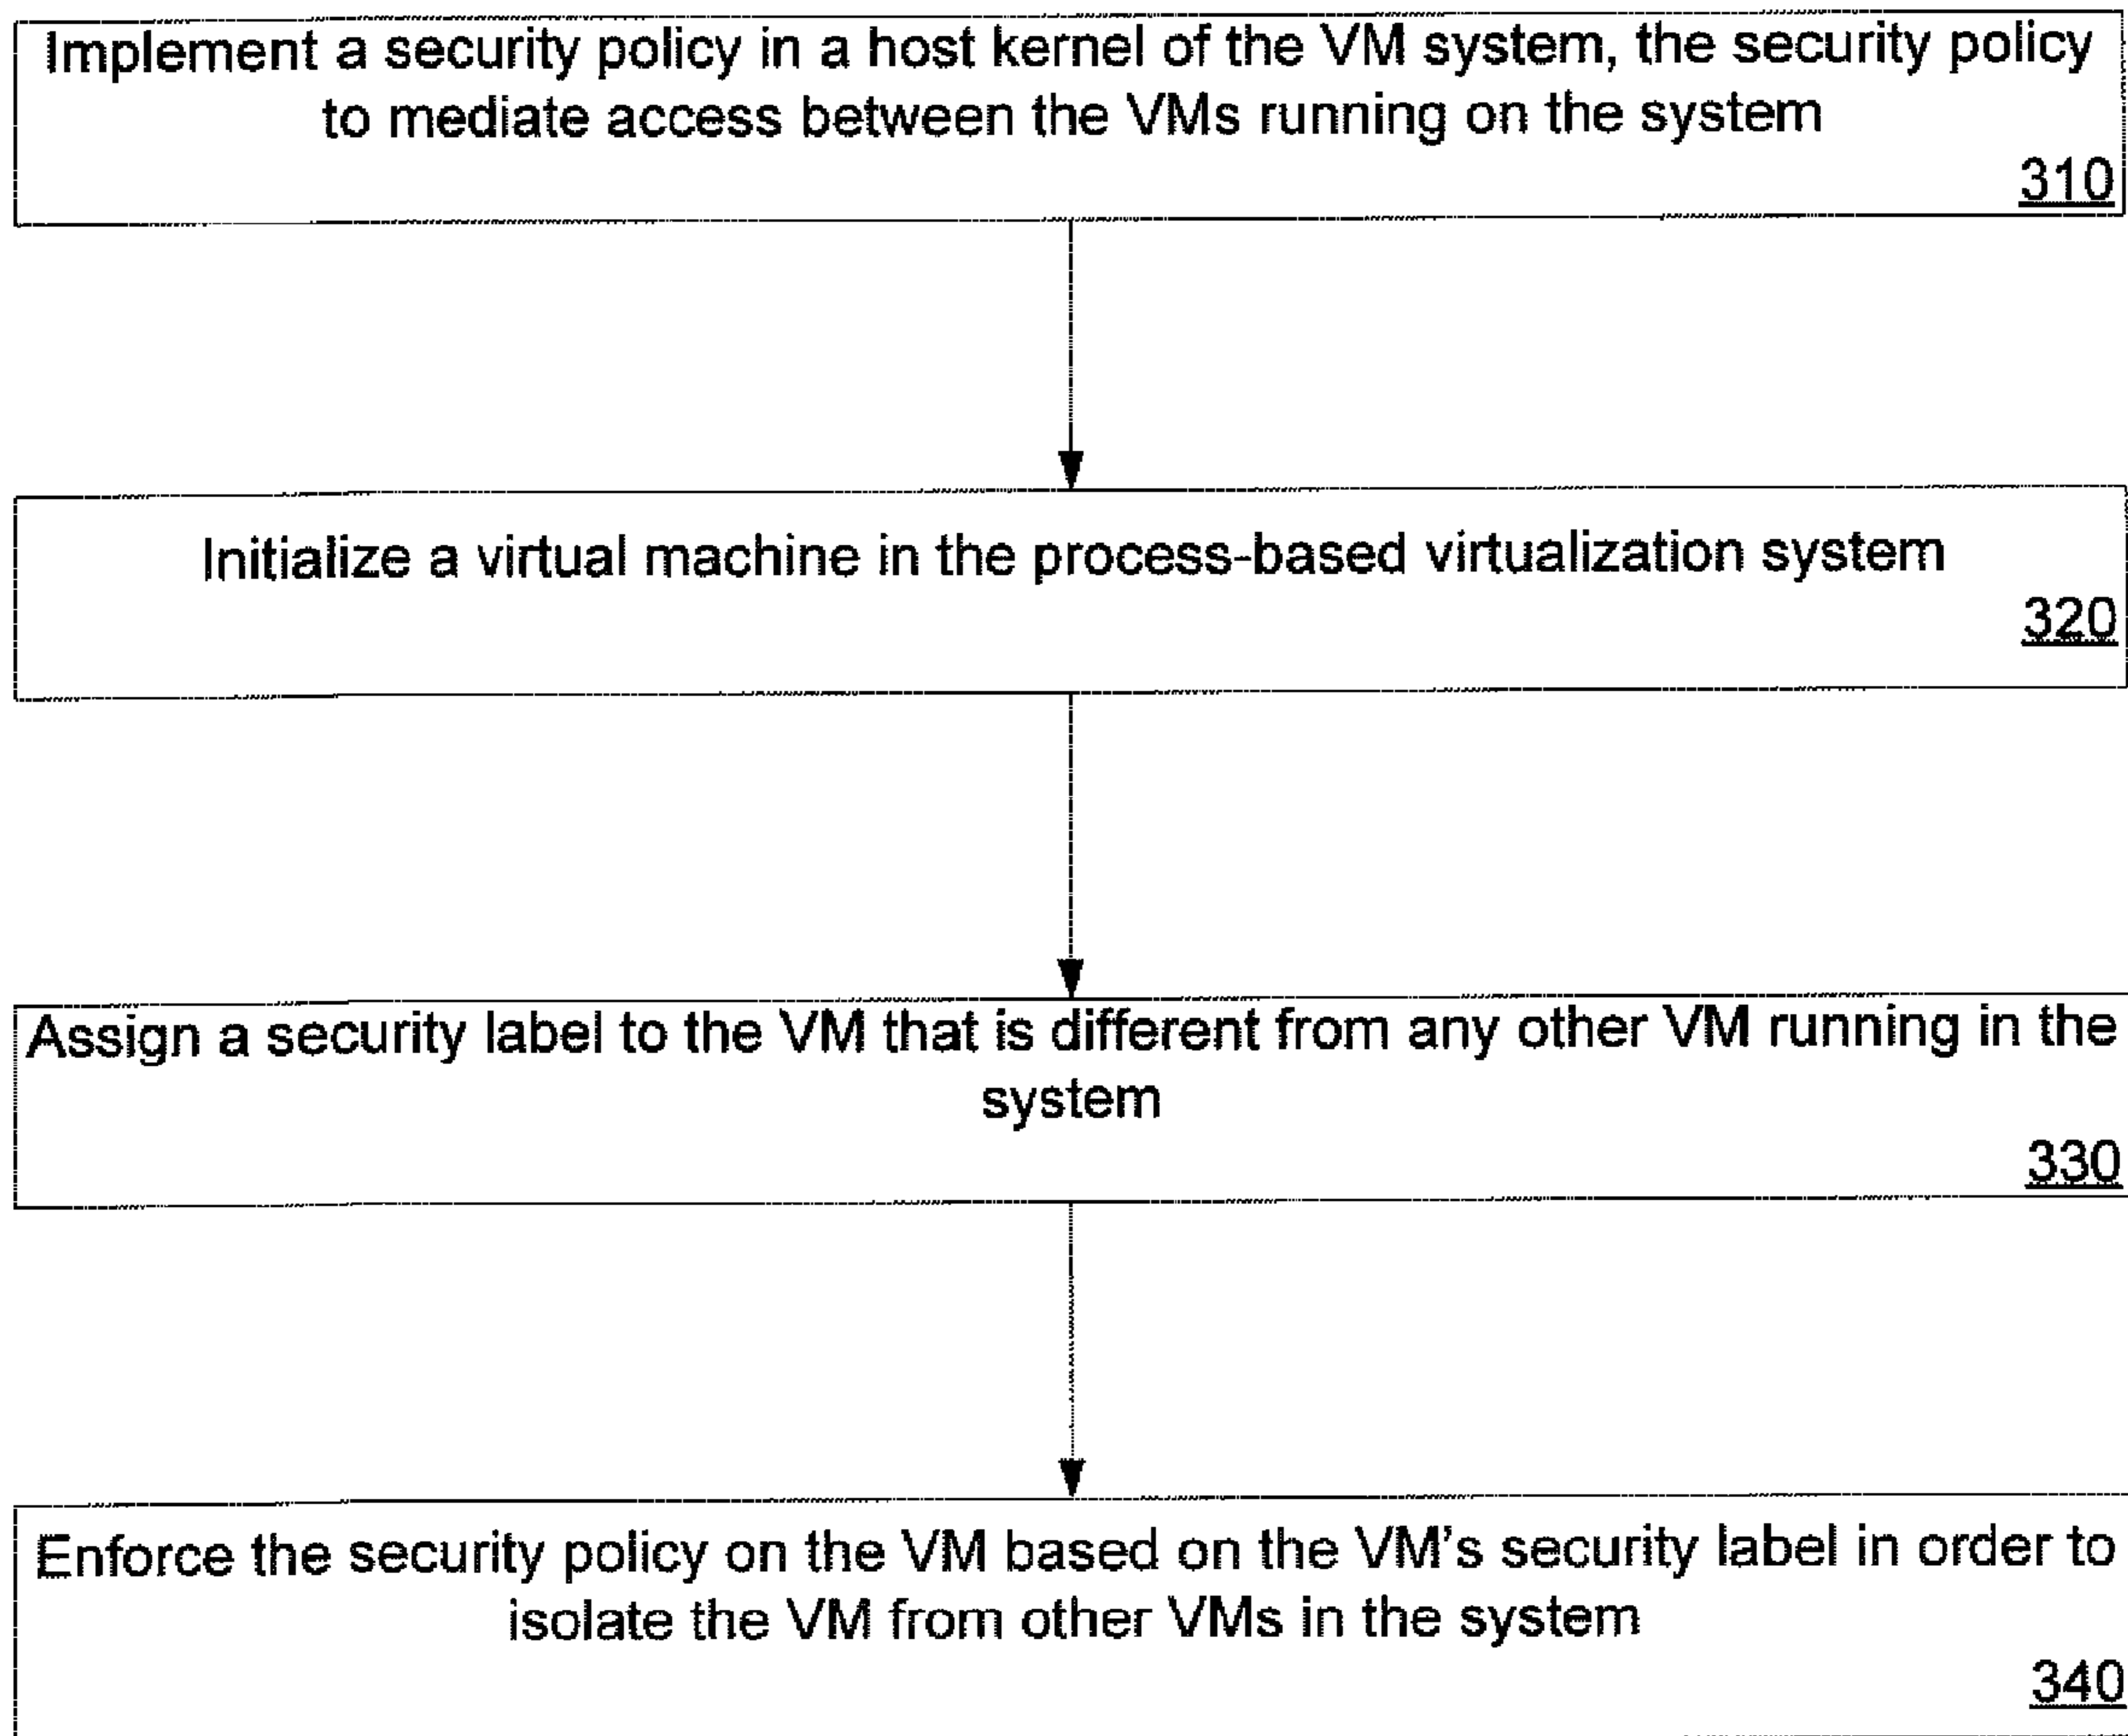 Implement a security policy in a host kernel of the VM system, the security policy
to mediate access between the VMs running on the system
310
Initialize a virtual machine in the process-based virtualization system
320
Assign a security label to the VM that is different from any other VM running in the
system
330
Enforce the security policy on the VM based on the VM's security label in order to
isolate the VM from other VMs in the system
340